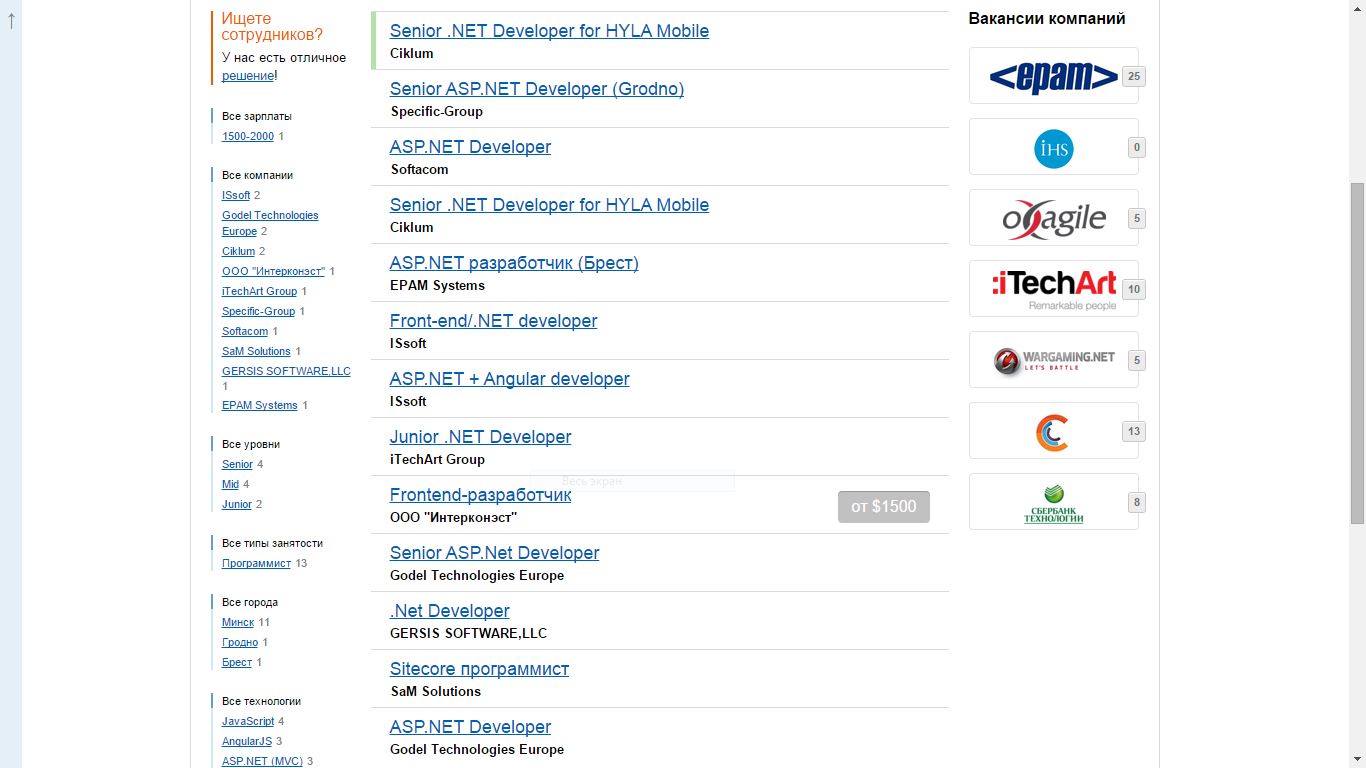 ↑
Ищете
сотрудников?
У нас есть отличное
решение!
Все зарплаты
1500-2000 1
Все компании
ISsoft 2
Godel Technologies
Europe 2
Ciklum 2
ООО "Интерконэст" 1
iTechArt Group 1
Specific-Group 1
Softacom 1
SaM Solutions 1
GERSIS SOFTWARE,LLC
1
EPAM Systems 1
Все уровни
Senior 4
Mid 4
Junior 2
Все типы занятости
Программист 13
Все города
Минск 11
Гродно 1
Брест 1
Все технологии
JavaScript 4
AngularJS 3
ASP.NET (MVC) 3
Senior .NET Developer for HYLA Mobile
Ciklum
Senior ASP.NET Developer (Grodno)
Specific-Group
ASP.NET Developer
Softacom
Senior .NET Developer for HYLA Mobile
Ciklum
ASP.NET разработчик (Брест)
EPAM Systems
Front-end/.NET developer
ISsoft
ASP.NET + Angular developer
ISsoft
Junior .NET Developer
iTechArt Group
Весь экран
Frontend-разработчик
ООО "Интерконэст"
от $1500
Senior ASP.Net Developer
Godel Technologies Europe
.Net Developer
GERSIS SOFTWARE,LLC
Sitecore программист
SaM Solutions
ASP.NET Developer
Godel Technologies Europe
Вакансии компаний
<epam> 25
iHS 0
oXagile 5
:iTechArt 10
Remarkable people
WARGAMING.NET 5
LET'S BATTLE
13
СБЕРБАНК 8
ТЕХНОЛОГИИ